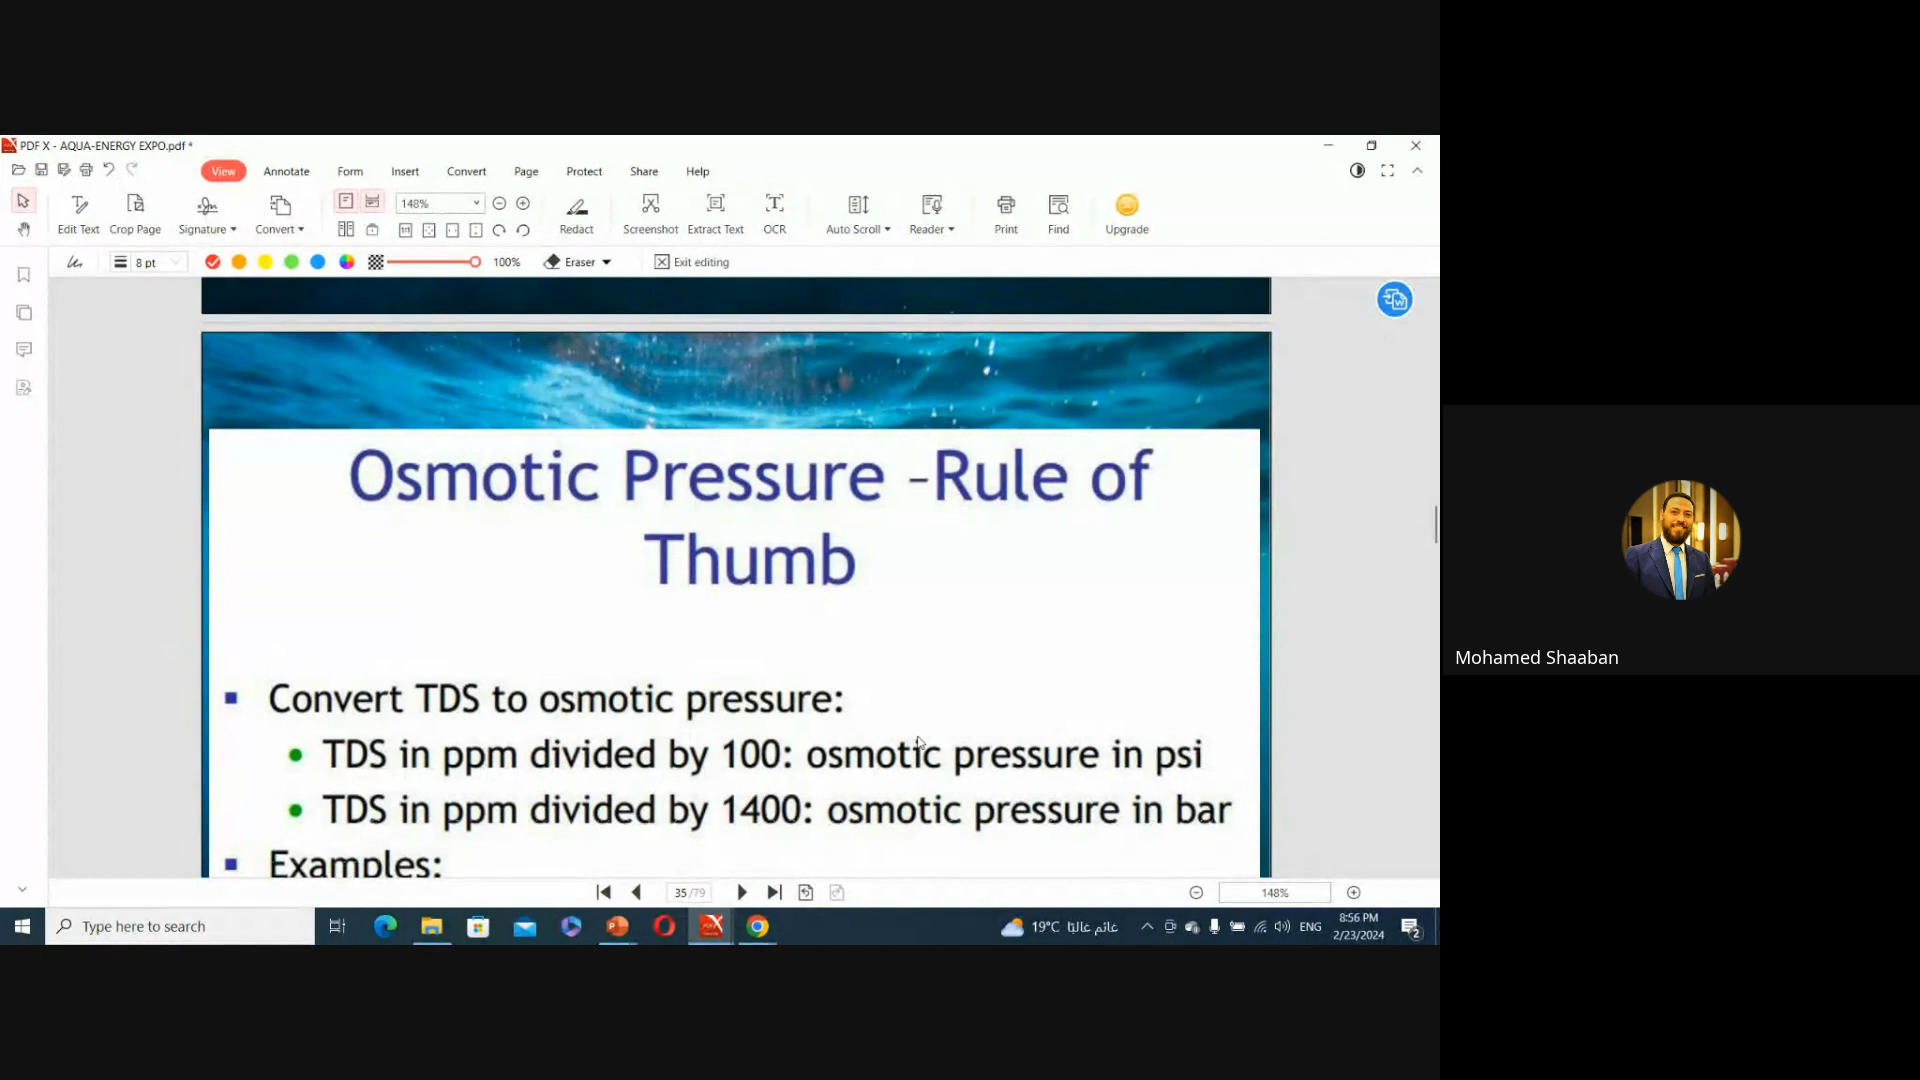 PDF X - AQUA-ENERGY EXPO.pdf *
View Annotate Form Insert Convert Page Protect Share Help
148%
Edit Text Crop Page Signature Convert Redact Screenshot Extract Text OCR Auto Scroll Reader Print Find Upgrade
8 pt 100% Eraser Exit editing
Osmotic Pressure -Rule of
Thumb
Convert TDS to osmotic pressure:
TDS in ppm divided by 100: osmotic pressure in psi
TDS in ppm divided by 1400: osmotic pressure in bar
Examples:
Mohamed Shaaban
35 /79
148%
Type here to search
19°C غائم غالبًا
ENG
8:56 PM
2/23/2024
2